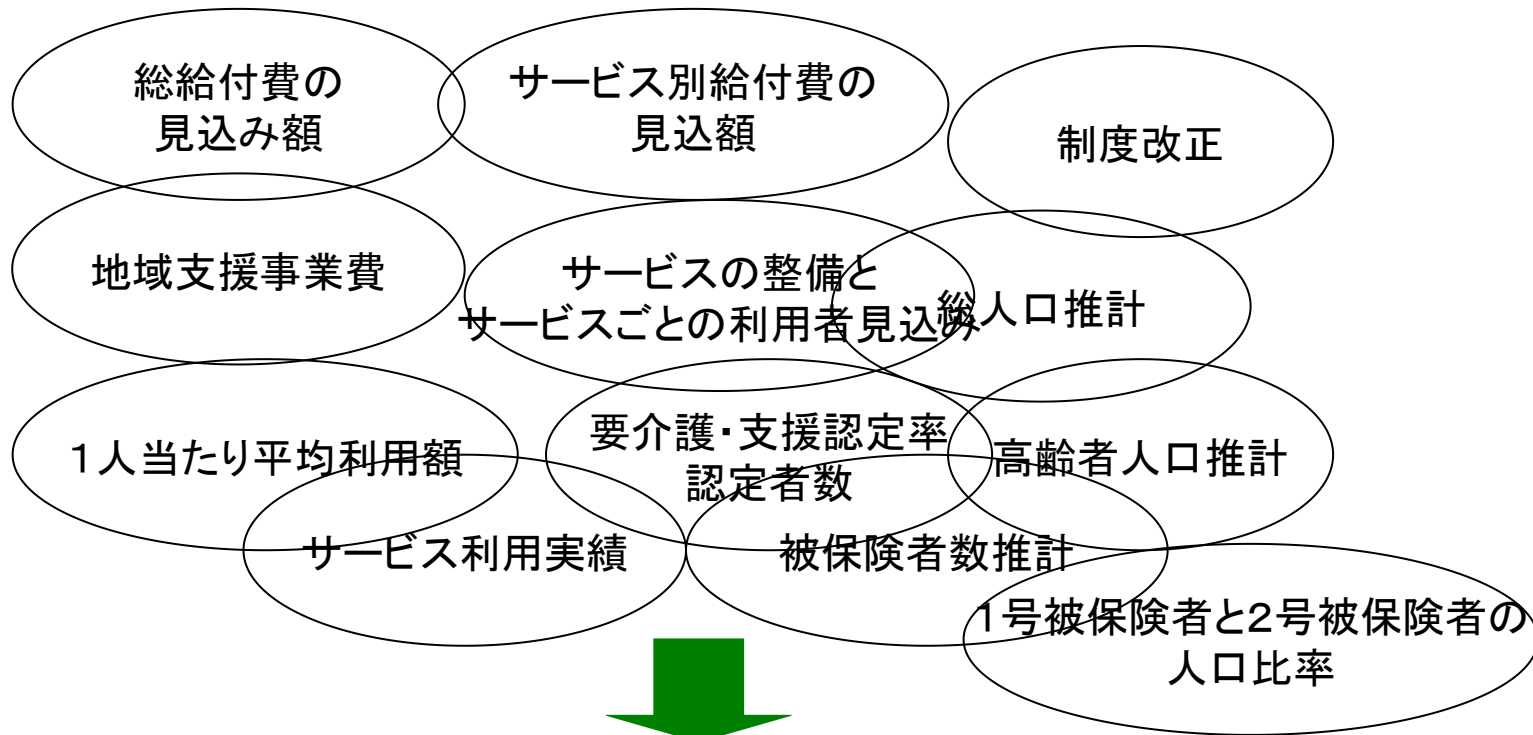 総給付費の
見込み額
サービス別給付費の
見込額
制度改正
地域支援事業費
サービスの整備と
サービスごとの利用者見込み
総人口推計
１人当たり平均利用額
要介護・支援認定率
認定者数
高齢者人口推計
サービス利用実績
被保険者数推計
１号被保険者と２号被保険者の
人口比率